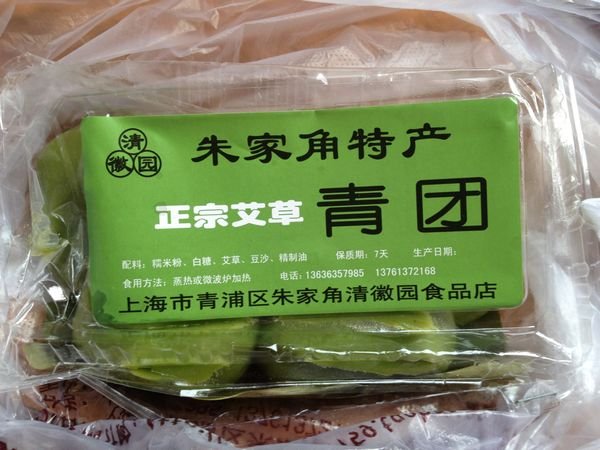 清
徽园
朱家角特产
正宗艾草 青团
配料：糯米粉、白糖、艾草、豆沙、精制油 保质期：7天 生产日期：
食用方法：蒸热或微波炉加热 电话：13636357985 13761372168
上海市青浦区朱家角清徽园食品店